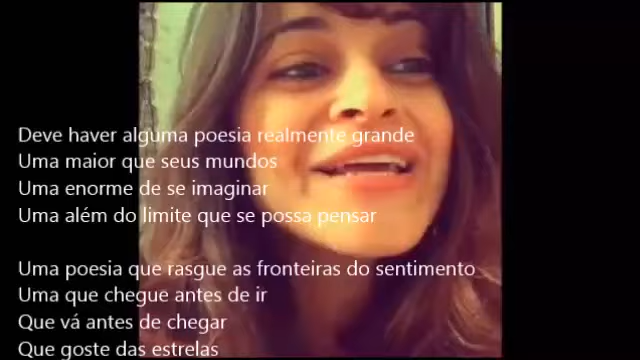 Deve haver alguma poesia realmente grande
Uma maior que seus mundos
Uma enorme de se imaginar
Uma além do limite que se possa pensar
Uma poesia que rasgue as fronteiras do sentimento
Uma que chegue antes de ir
Que vá antes de chegar
Que goste das estrelas